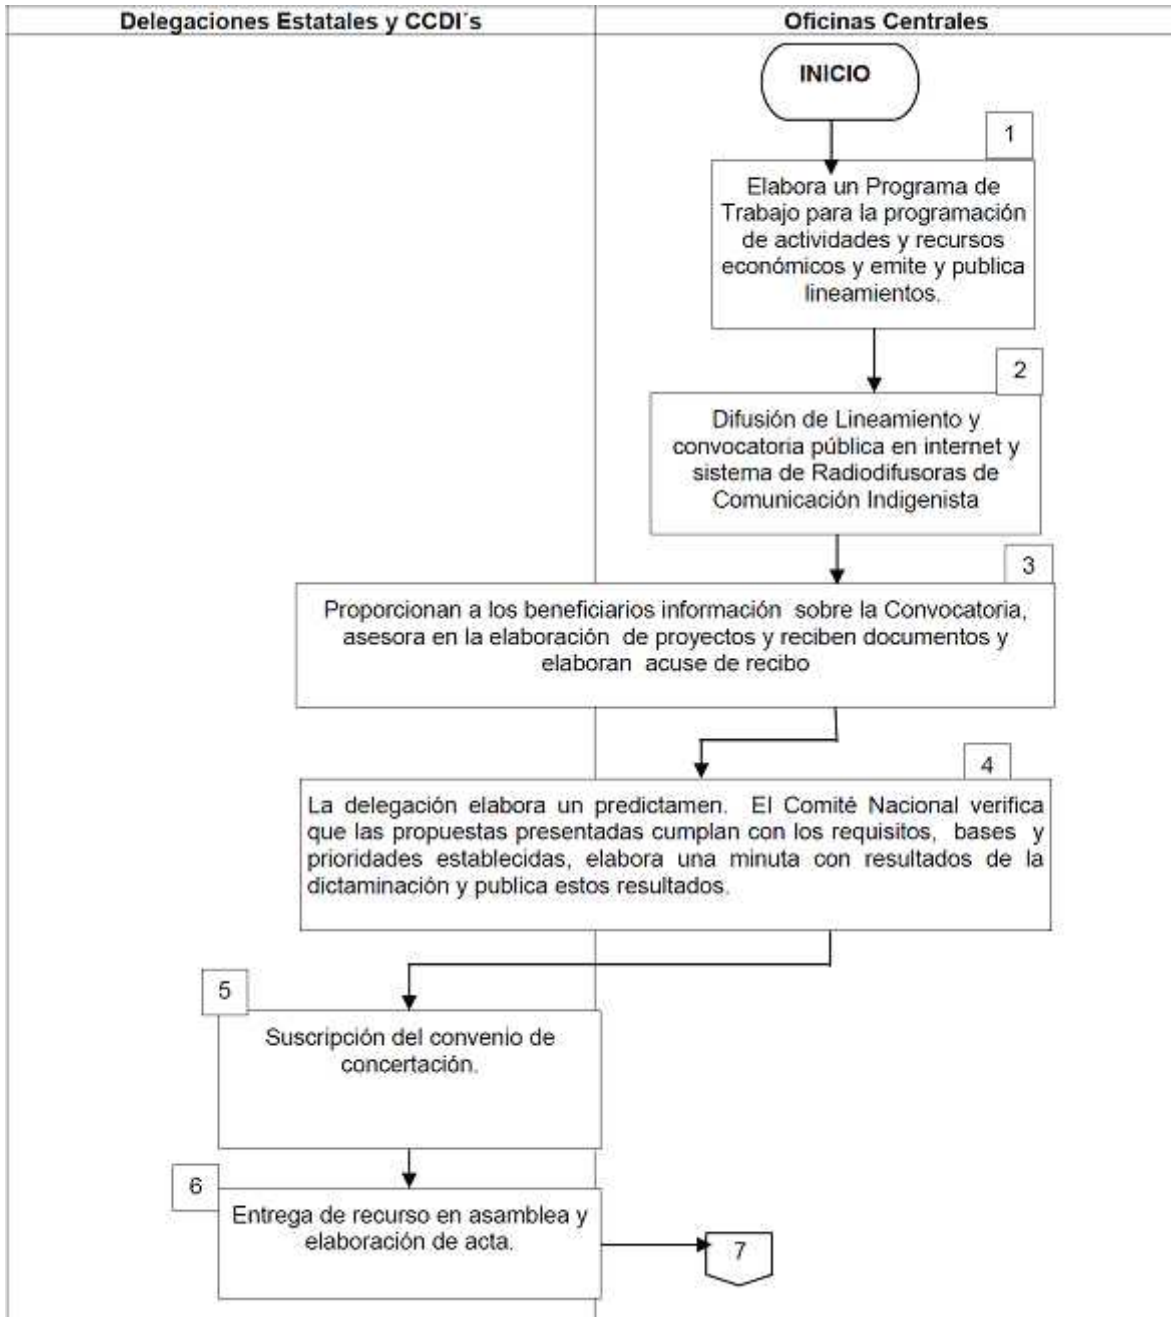 Delegaciones Estatales y CCDI´s
Oficinas Centrales
INICIO
1
Elabora un Programa de
Trabajo para la programación
de actividades y recursos
económicos y emite y publica
lineamientos.
2
Difusión de Lineamiento y
convocatoria pública en internet y
sistema de Radiodifusoras de
Comunicación Indigenista
3
Proporcionan a los beneficiarios información sobre la Convocatoria,
asesora en la elaboración de proyectos y reciben documentos y
elaboran acuse de recibo
4
La delegación elabora un predictamen. El Comité Nacional verifica
que las propuestas presentadas cumplan con los requisitos, bases y
prioridades establecidas, elabora una minuta con resultados de la
dictaminación y publica estos resultados.
5
Suscripción del convenio de
concertación.
6
Entrega de recurso en asamblea y
elaboración de acta.
7